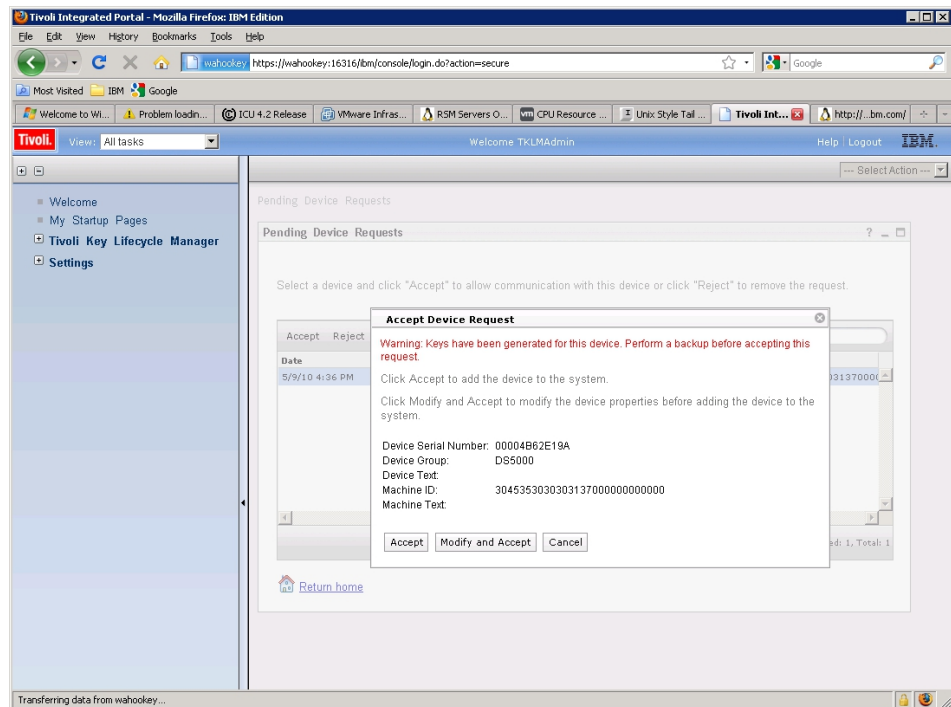 Tivoli Integrated Portal - Mozilla Firefox: IBM Edition
File Edit View History Bookmarks Tools Help
wahookey https://wahookey:16316/ibm/console/login.do?action=secure
Google
Most Visited IBM Google
Welcome to Wi... Problem loadin... ICU 4.2 Release VMware Infras... RSM Servers O... vm CPU Resource ... Unix Style Tail ... Tivoli Int... http://...bm.com/
Tivoli. View: All tasks Welcome TKLMAdmin Help Logout IBM.
--- Select Action ---
Welcome
My Startup Pages
Tivoli Key Lifecycle Manager
Settings
Pending Device Requests
Pending Device Requests
Select a device and click "Accept" to allow communication with this device or click "Reject" to remove the request.
Accept Reject
Date
5/9/10 4:36 PM
Accept Device Request
Warning: Keys have been generated for this device. Perform a backup before accepting this
request.
Click Accept to add the device to the system.
Click Modify and Accept to modify the device properties before adding the device to the
system.
Device Serial Number: 00004B62E19A
Device Group: DS5000
Device Text:
Machine ID: 3045353030303137000000000000
Machine Text:
Accept Modify and Accept Cancel
ed: 1, Total: 1
Return home
Transferring data from wahookey...